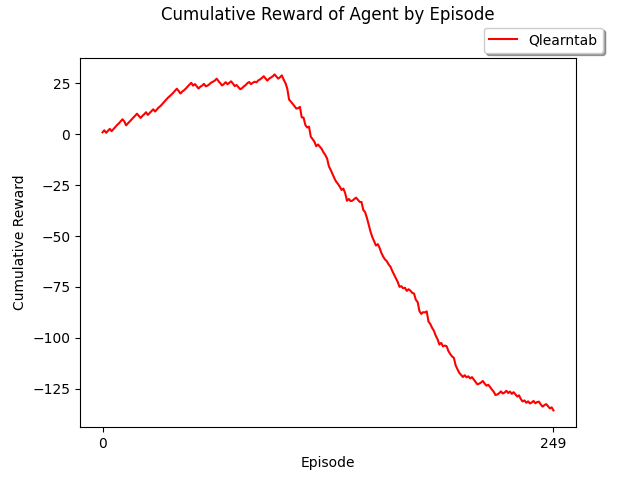 Cumulative Reward of Agent by Episode
Qlearntab
25
0
−25
−50
−75
−100
−125
Cumulative Reward
0
249
Episode